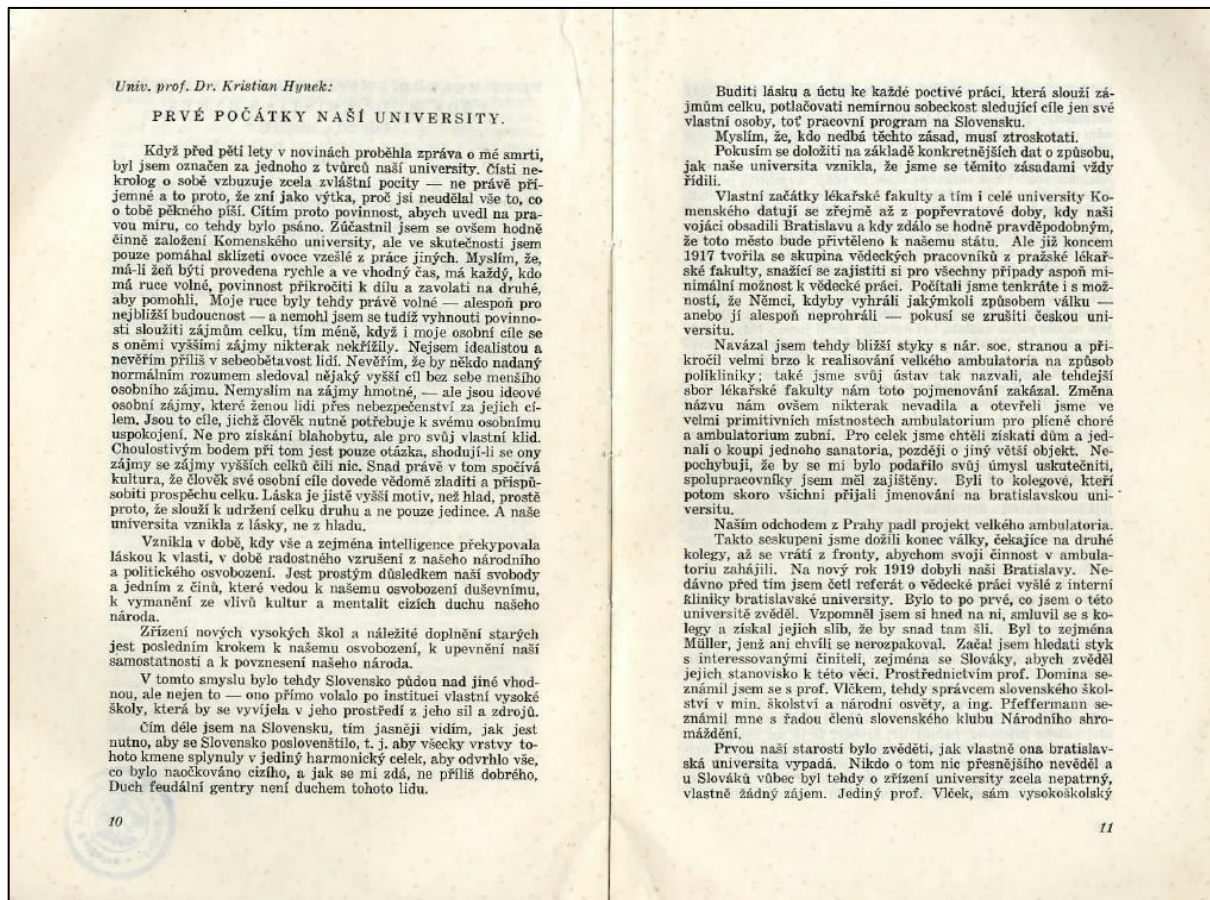 Univ. prof. Dr. Kristian Hynek:
PRVÉ POČÁTKY NAŠÍ UNIVERSITY.
Když před pěti lety v novinách proběhla zpráva o mé smrti,
byl jsem označen za jednoho z tvůrců naší university. Čísti ne-
krolog o sobě vzbuzuje zcela zvláštní pocity — ne právě pří-
jemné a to proto, že zní jako výtka, proč jsi neudělal vše to, co
o tobě pěkného píší. Cítím proto povinnost, abych uvedl na pra-
vou míru, co tehdy bylo psáno. Zúčastnil jsem se ovšem hodně
činně založení Komenského university, ale ve skutečnosti jsem
pouze pomáhal sklízeti ovoce vzešlé z práce jiných. Myslím, že,
má-li žeň býti provedena rychle a ve vhodný čas, má každý, kdo
má ruce volné, povinnost přikročiti k dílu a zavolati na druhé,
aby pomohli. Moje ruce byly tehdy právě volné — alespoň pro
nejbližší budoucnost — a nemohl jsem se tudíž vyhnouti povinno-
sti sloužiti zájmům celku, tím méně, když i moje osobní cíle se
s oněmi vyššími zájmy nikterak nekřížily. Nejsem idealistou a
nevěřím příliš v sebeobětavost lidí. Nevěřím, že by někdo nadaný
normálním rozumem sledoval nějaký vyšší cíl bez sebe menšího
osobního zájmu. Nemyslím na zájmy hmotné, — ale jsou ideové
osobní zájmy, které ženou lidi přes nebezpečenství za jejich cí-
lem. Jsou to cíle, jichž člověk nutně potřebuje k svému osobnímu
uspokojení. Ne pro získání blahobytu, ale pro svůj vlastní klid.
Choulostivým bodem při tom jest pouze otázka, shodují-li se ony
zájmy se zájmy vyšších celků čili nic. Snad právě v tom spočívá
kultura, že člověk své osobní cíle dovede vědomě zladiti a přispů-
sobiti prospěchu celku. Láska je jistě vyšší motiv, než hlad, prostě
proto, že slouží k udržení celku druhu a ne pouze jedince. A naše
universita vznikla z lásky, ne z hladu.
Vznikla v době, kdy vše a zejména intelligence překypovala
láskou k vlasti, v době radostného vzrušení z našeho národního
a politického osvobození. Jest prostým důsledkem naší svobody
a jedním z činů, které vedou k našemu osvobození duševnímu,
k vymanění ze vlivů kultur a mentalit cizích duchu našeho
národa.
Zřízení nových vysokých škol a náležité doplnění starých
jest posledním krokem k našemu osvobození, k upevnění naší
samostatnosti a k povznesení našeho národa.
V tomto smyslu bylo tehdy Slovensko půdou nad jiné vhod-
nou, ale nejen to — ono přímo volalo po instituci vlastní vysoké
školy, která by se vyvíjela v jeho prostředí z jeho sil a zdrojů.
Čím déle jsem na Slovensku, tím jasněji vidím, jak jest
nutno, aby se Slovensko poslovenštilo, t. j. aby všecky vrstvy to-
hoto kmene splynuly v jediný harmonický celek, aby odvrhlo vše,
co bylo naočkováno cizího, a jak se mi zdá, ne příliš dobrého,
Duch feudální gentry není duchem tohoto lidu.
10
Buditi lásku a úctu ke každé poctivé práci, která slouží zá-
jmům celku, potlačovati nemírnou sobeckost sledující cíle jen své
vlastní osoby, toť pracovní program na Slovensku.
Myslím, že, kdo nedbá těchto zásad, musí ztroskotati.
Pokusím se doložiti na základě konkretnějších dat o způsobu,
jak naše universita vznikla, že jsme se těmito zásadami vždy
řídili.
Vlastní začátky lékařské fakulty a tím i celé university Ko-
menského datují se zřejmě až z popřevratové doby, kdy naši
vojáci obsadili Bratislavu a kdy zdálo se hodně pravděpodobným,
že toto město bude přivtěleno k našemu státu. Ale již koncem
1917 tvořila se skupina vědeckých pracovníků z pražské lékař-
ské fakulty, snažící se zajistiti si pro všechny případy aspoň mi-
nimální možnost k vědecké práci. Počítali jsme tenkráte i s mož-
ností, že Němci, kdyby vyhráli jakýmkoli způsobem válku —
anebo jí alespoň neprohráli — pokusí se zrušiti českou uni-
versitu.
Navázal jsem tehdy bližší styky s nár. soc. stranou a při-
kročil velmi brzo k realisování velkého ambulatoria na způsob
polikliniky; také jsme svůj ústav tak nazvali, ale tehdejší
sbor lékařské fakulty nám toto pojmenování zakázal. Změna
názvu nám ovšem nikterak nevadila a otevřeli jsme ve
velmi primitivních místnostech ambulatorium pro plícně choré
a ambulatorium zubní. Pro celek jsme chtěli získati dům a jed-
nali o koupi jednoho sanatoria, později o jiný větší objekt. Ne-
pochybuji, že by se mi bylo podařilo svůj úmysl uskutečniti,
spolupracovníky jsem měl zajištěny. Byli to kolegové, kteří
potom skoro všichni přijali jmenování na bratislavskou uni-
versitu.
Naším odchodem z Prahy padl projekt velkého ambulatoria.
Takto seskupeni jsme dožili konec války, čekajíce na druhé
kolegy, až se vrátí z fronty, abychom svoji činnost v ambula-
toriu zahájili. Na nový rok 1919 dobyli naši Bratislavy. Ne-
dávno před tím jsem četl referát o vědecké práci vyšlé z interní
kliniky bratislavské university. Bylo to po prvé, co jsem o této
universitě zvěděl. Vzpomněl jsem si hned na ni, smluvil se s ko-
legy a získal jejich slib, že by snad tam šli. Byl to zejména
Müller, jenž ani chvíli se nerozpakoval. Začal jsem hledati styk
s interessovanými činiteli, zejména se Slováky, abych zvěděl
jejich stanovisko k této věci. Prostřednictvím prof. Domina se-
známil jsem se s prof. Vlčkem, tehdy správcem slovenského škol-
ství v min. školství a národní osvěty, a ing. Pfeffermann se-
známil mne s řadou členů slovenského klubu Národního shro-
máždění.
Prvou naší starostí bylo zvěděti, jak vlastně ona bratislav-
ská universita vypadá. Nikdo o tom nic přesnějšího nevěděl a
u Slováků vůbec byl tehdy o zřízení university zcela nepatrný,
vlastně žádný zájem. Jediný prof. Vlček, sám vysokoškolský
11